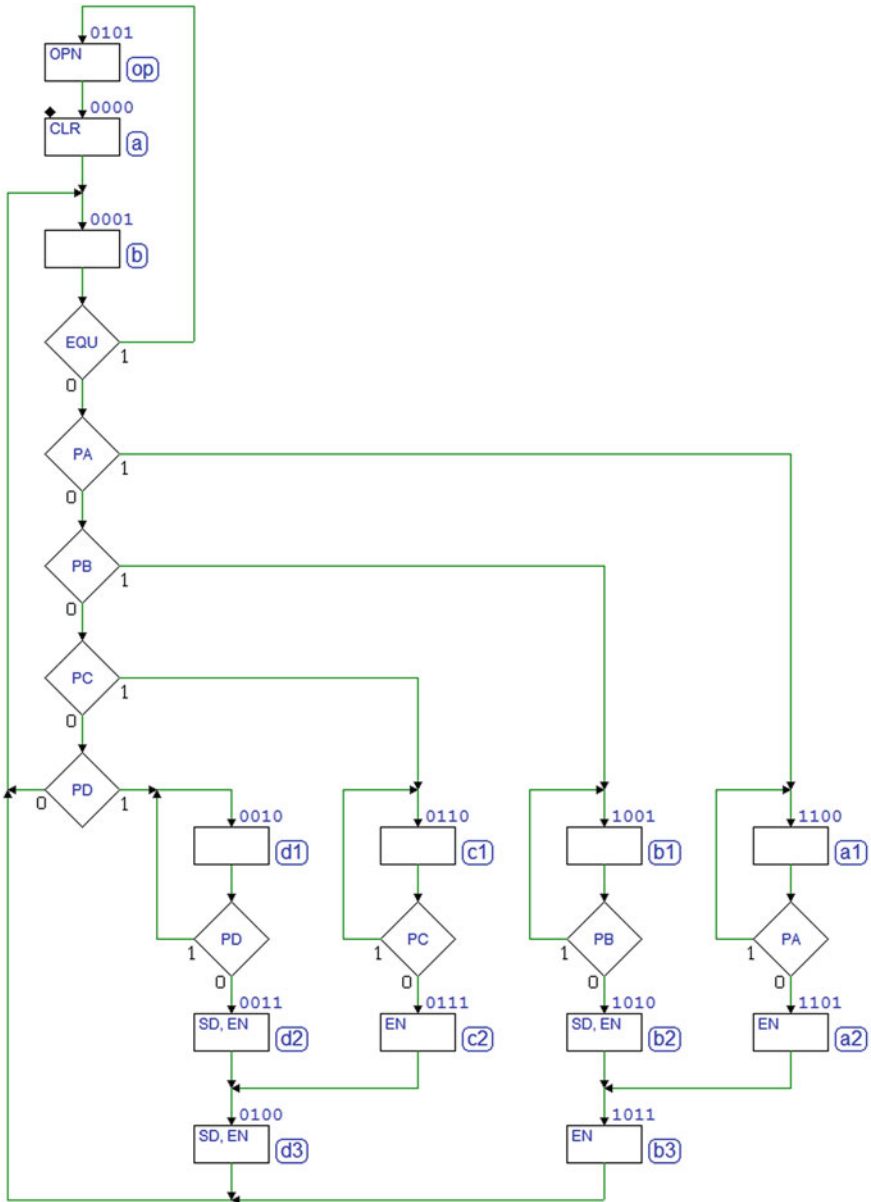 0101
OPN
op
0000
CLR
a
0001
b
EQU
1
0
PA
1
0
PB
1
0
PC
1
0
PD
0 1
0010 0110 1001 1100
d1 c1 b1 a1
PD PC PB PA
1 1 1 1
0 0 0 0
0011 0111 1010 1101
SD, EN EN SD, EN EN
d2 c2 b2 a2
0100 1011
SD, EN EN
d3 b3